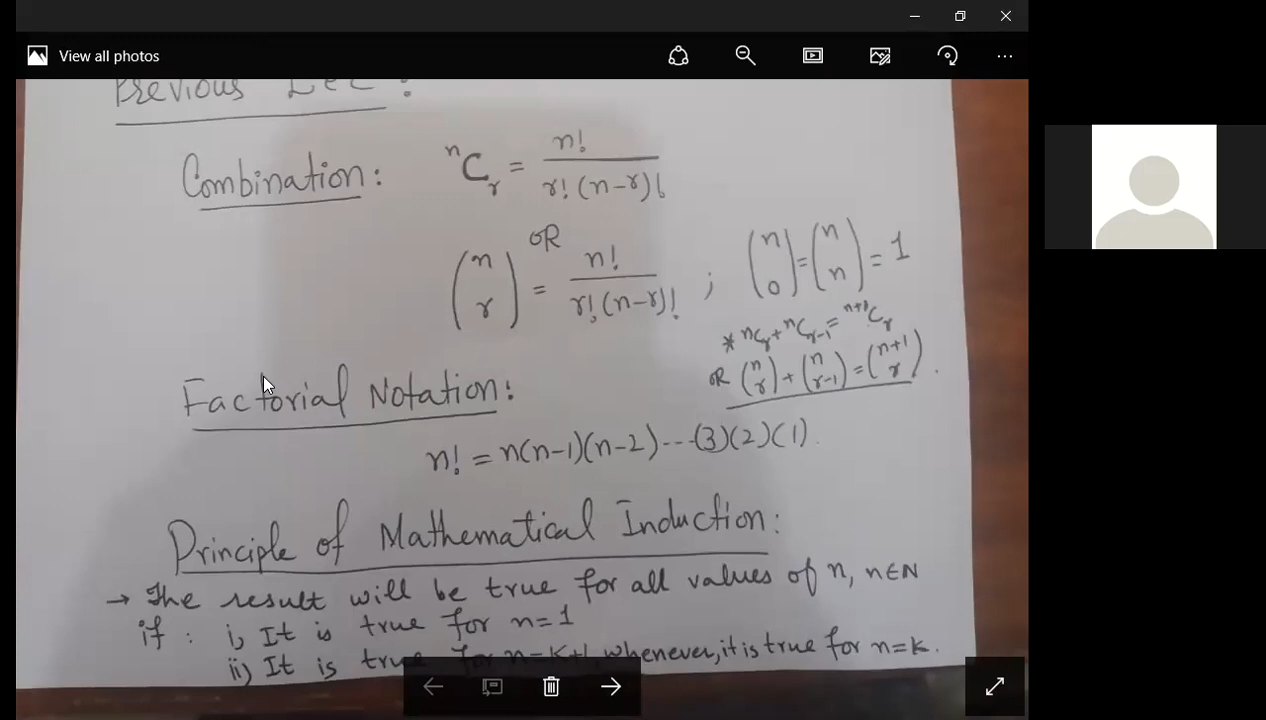 View all photos
Previous Lec :
Combination: ⁿCᵣ = n! / r!(n-r)!
OR
(n r) = n! / r!(n-r)! ; (n 0) = (n n) = 1
* ⁿCᵣ + ⁿCᵣ₋₁ = ⁿ⁺¹Cᵣ
OR (n r) + (n r-1) = (n+1 r).
Factorial Notation:
n! = n(n-1)(n-2)---(3)(2)(1).
Principle of Mathematical Induction:
→ The result will be true for all values of n, n∈N
if : i, It is true for n=1
ii) It is true for n=k+1, whenever, it is true for n=k.